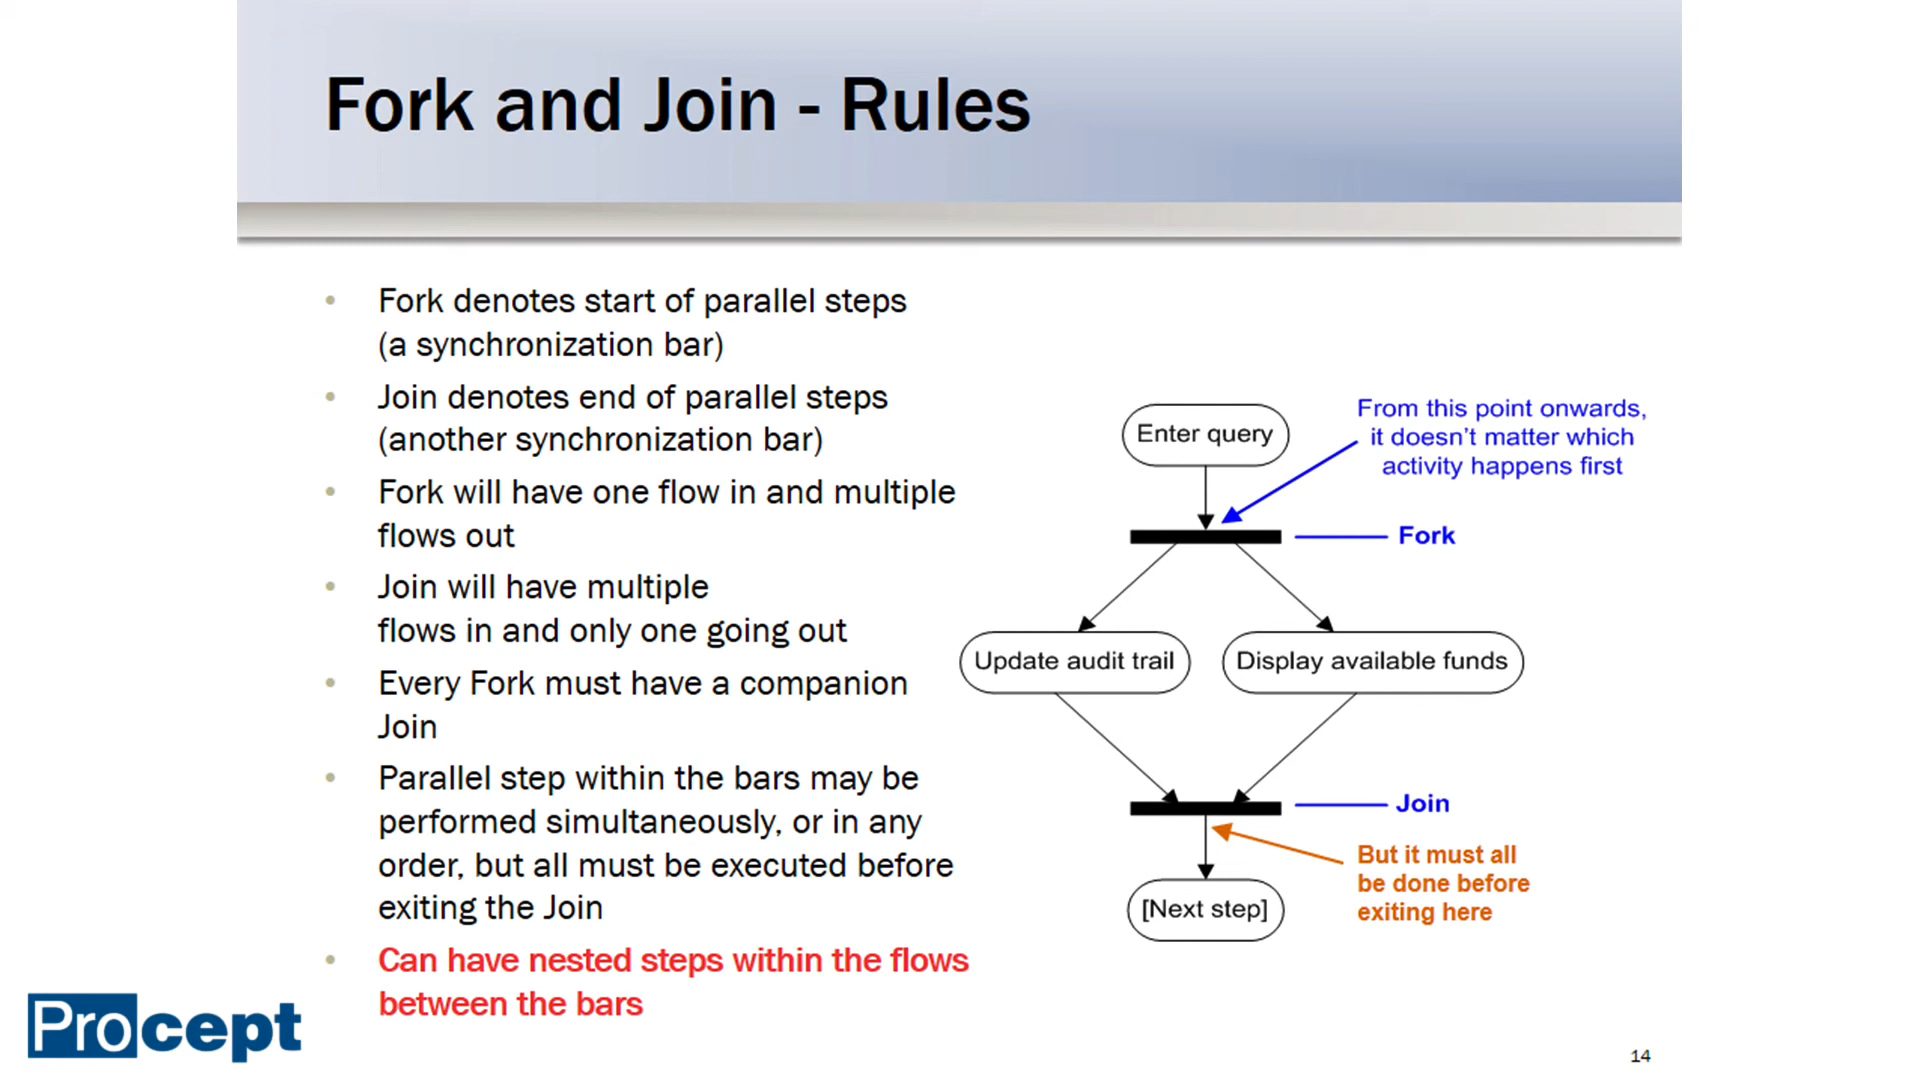 Fork and Join - Rules
• Fork denotes start of parallel steps
(a synchronization bar)
• Join denotes end of parallel steps
(another synchronization bar)
• Fork will have one flow in and multiple
flows out
• Join will have multiple
flows in and only one going out
• Every Fork must have a companion
Join
• Parallel step within the bars may be
performed simultaneously, or in any
order, but all must be executed before
exiting the Join
• Can have nested steps within the flows
between the bars
Enter query
From this point onwards,
it doesn't matter which
activity happens first
Fork
Update audit trail
Display available funds
Join
But it must all
be done before
exiting here
[Next step]
Procept
14